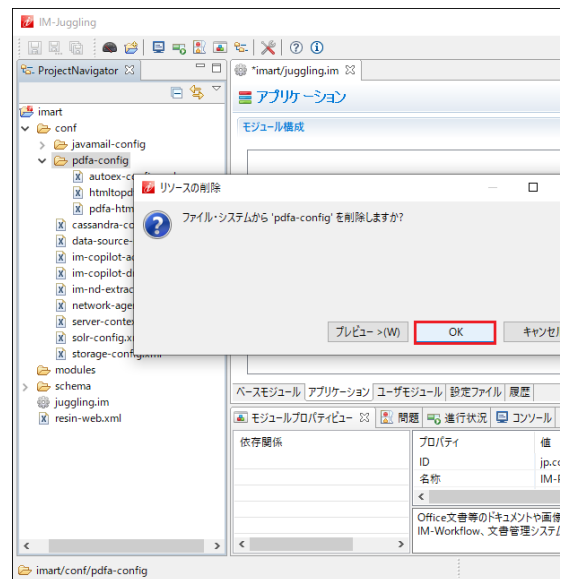 IM-Juggling
ProjectNavigator
*imart/juggling.im
imart
conf
javamail-config
pdfa-config
htmltopd
pdfa-htm
cassandra-co
data-source-
im-copilot-a
im-copilot-d
im-nd-extrac
network-age
server-contex
solr-config.x
storage-config.xml
modules
schema
juggling.im
resin-web.xml
アプリケーション
モジュール構成
リソースの削除
ファイル・システムから 'pdfa-config' を削除しますか?
プレビュー >(W)
OK
キャンセル
ベースモジュール
アプリケーション
ユーザモジュール
設定ファイル
履歴
モジュールプロパティビュー
問題
進行状況
コンソール
依存関係
プロパティ
値
ID
jp.co
名称
IM-P
Office文書等のドキュメントや画像
IM-Workflow、文書管理システム
imart/conf/pdfa-config